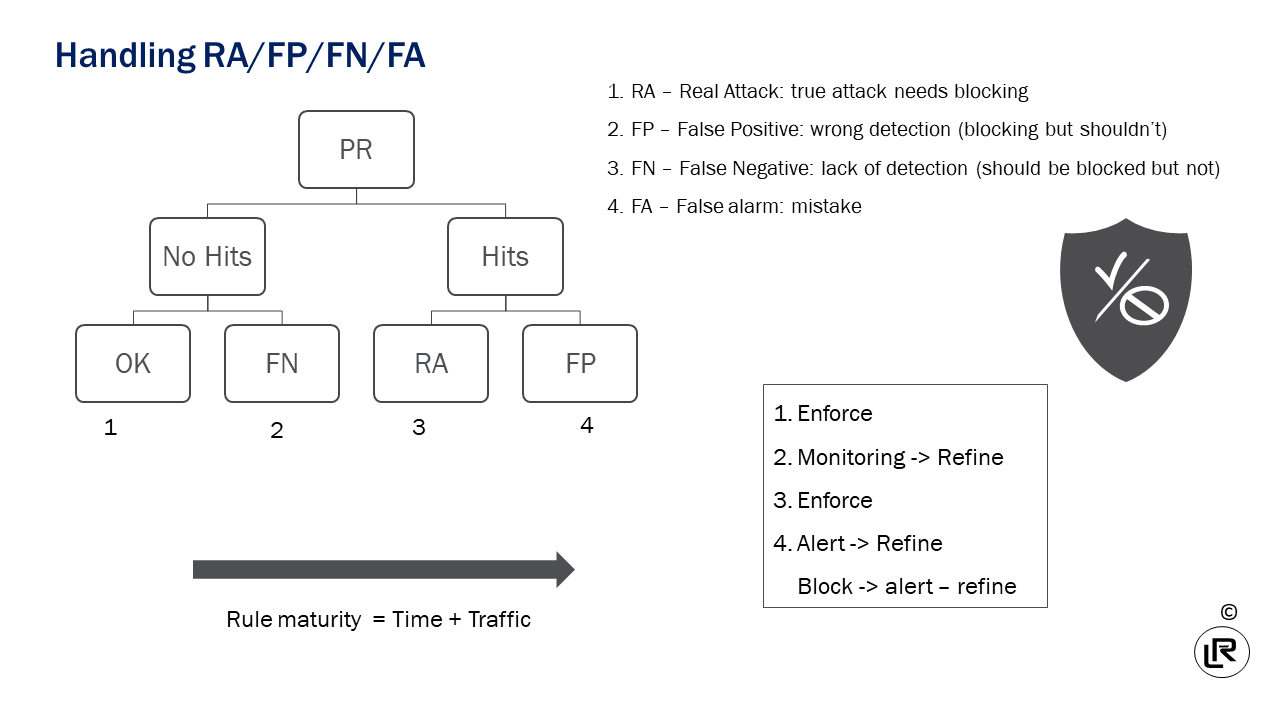 Handling RA/FP/FN/FA
1. RA – Real Attack: true attack needs blocking
2. FP – False Positive: wrong detection (blocking but shouldn't)
3. FN – False Negative: lack of detection (should be blocked but not)
4. FA – False alarm: mistake
PR
No Hits
Hits
OK
FN
RA
FP
1
2
3
4
1. Enforce
2. Monitoring -> Refine
3. Enforce
4. Alert -> Refine
Block -> alert – refine
Rule maturity = Time + Traffic
©
LR